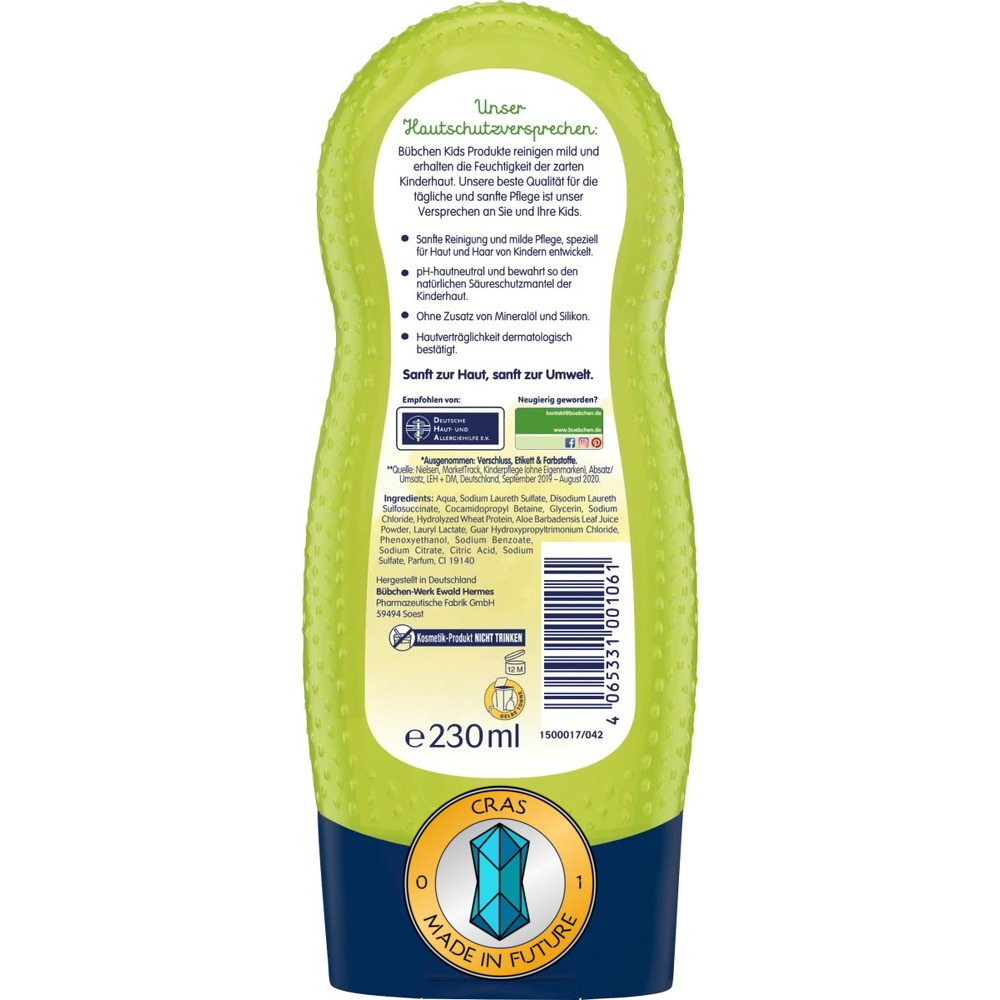 Unser
Hautschutzversprechen:
Bübchen Kids Produkte reinigen mild und
erhalten die Feuchtigkeit der zarten
Kinderhaut. Unsere beste Qualität für die
tägliche und sanfte Pflege ist unser
Versprechen an Sie und Ihre Kids.
Sanfte Reinigung und milde Pflege, speziell
für Haut und Haar von Kindern entwickelt.
pH-hautneutral und bewahrt so den
natürlichen Säureschutzmantel der
Kinderhaut.
Ohne Zusatz von Mineralöl und Silikon.
Hautverträglichkeit dermatologisch
bestätigt.
Sanft zur Haut, sanft zur Umwelt.
Empfohlen von:
Deutsche
Haut- und
Allergiehilfe e.V.
Neugierig geworden?
kontakt@buebchen.de
www.buebchen.de
*Ausgenommen: Verschluss, Etikett & Farbstoffe.
**Quelle: Nielsen, MarketTrack, Kinderpflege (ohne Eigenmarken), Absatz/
Umsatz, LEH + DM, Deutschland, September 2019 – August 2020.
Ingredients: Aqua, Sodium Laureth Sulfate, Disodium Laureth
Sulfosuccinate, Cocamidopropyl Betaine, Glycerin, Sodium
Chloride, Hydrolyzed Wheat Protein, Aloe Barbadensis Leaf Juice
Powder, Lauryl Lactate, Guar Hydroxypropyltrimonium Chloride,
Phenoxyethanol, Sodium Benzoate,
Sodium Citrate, Citric Acid, Sodium
Sulfate, Parfum, CI 19140
Hergestellt in Deutschland
Bübchen-Werk Ewald Hermes
Pharmazeutische Fabrik GmbH
59494 Soest
Kosmetik-Produkt NICHT TRINKEN
12 M
GELBE TONNE
4 065331 001061
e 230 ml
1500017/042
CRAS
0 1
MADE IN FUTURE